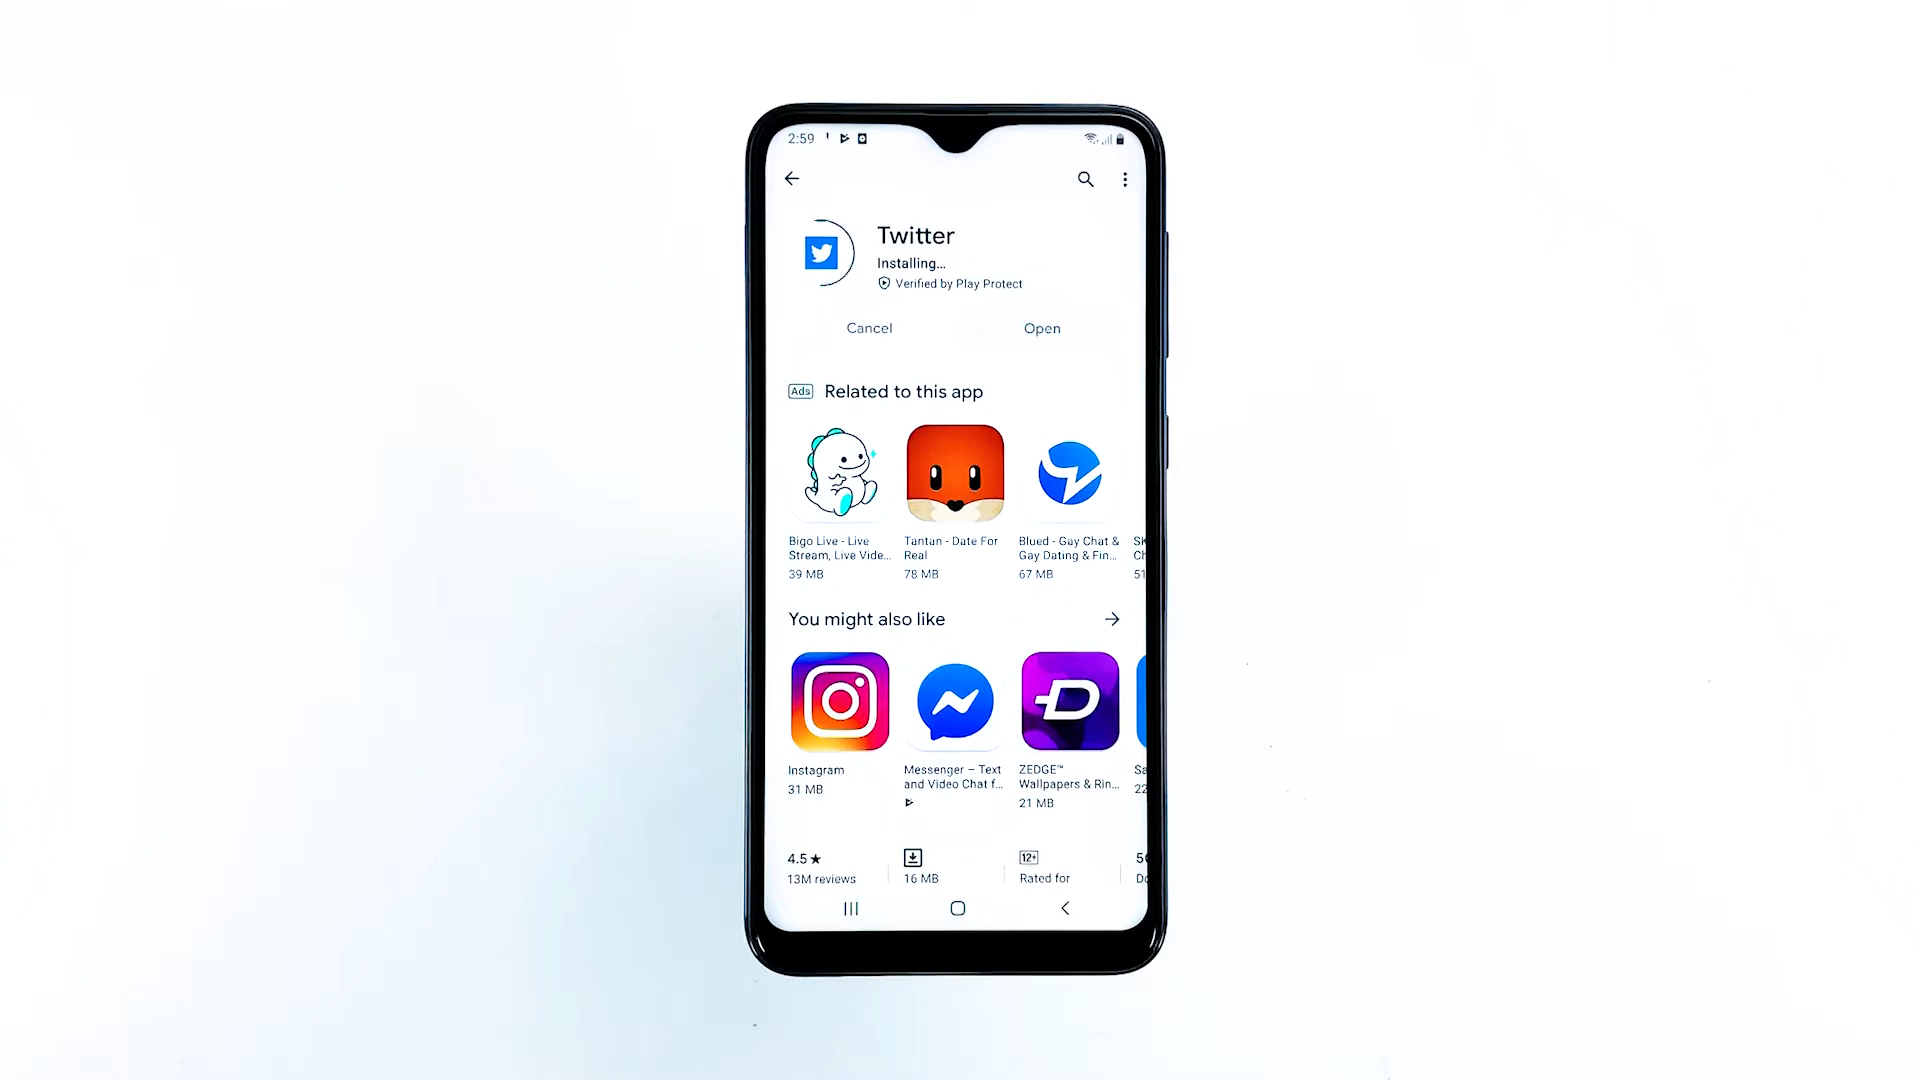 2:59
Twitter
Installing...
Verified by Play Protect
Cancel Open
Ads Related to this app
Bigo Live - Live
Stream, Live Vide...
39 MB
Tantan - Date For
Real
78 MB
Blued - Gay Chat &
Gay Dating & Fin...
67 MB
51
You might also like
Instagram
31 MB
Messenger – Text
and Video Chat f...
ZEDGE™
Wallpapers & Rin...
21 MB
Sa
22
4.5★
13M reviews
16 MB
12+
Rated for